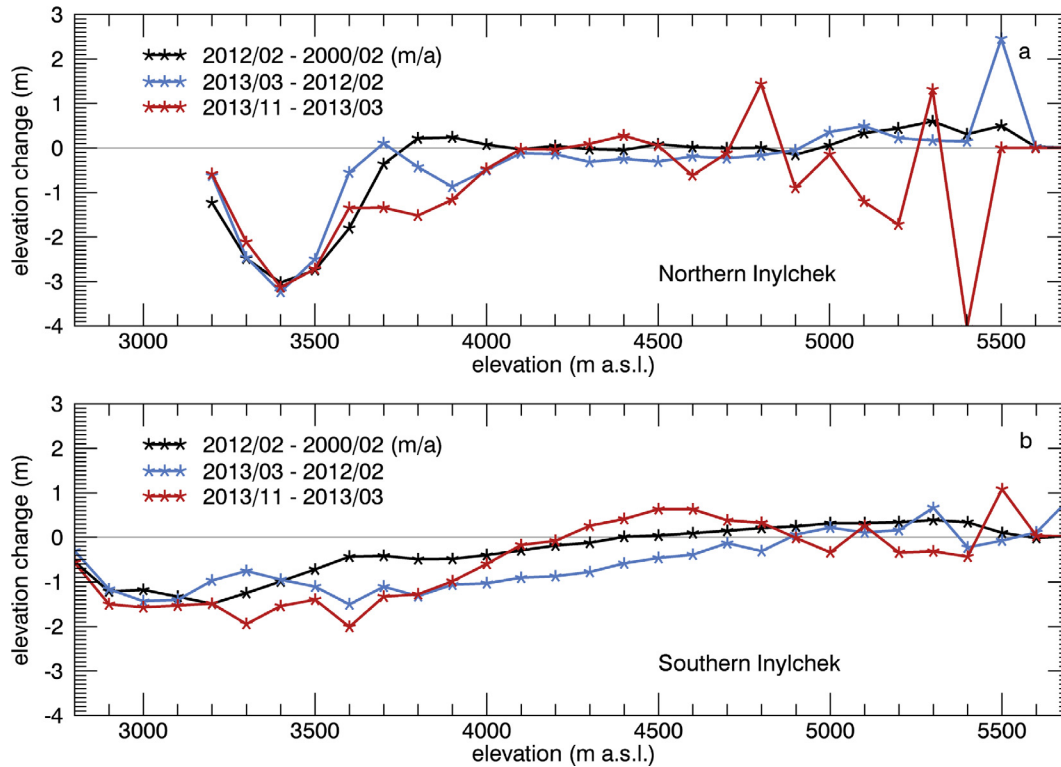 3
2
1
0
-1
-2
-3
-4
elevation change (m)
a
2012/02 - 2000/02 (m/a)
2013/03 - 2012/02
2013/11 - 2013/03
Northern Inylchek
3000 3500 4000 4500 5000 5500
elevation (m a.s.l.)
3
2
1
0
-1
-2
-3
-4
elevation change (m)
b
2012/02 - 2000/02 (m/a)
2013/03 - 2012/02
2013/11 - 2013/03
Southern Inylchek
3000 3500 4000 4500 5000 5500
elevation (m a.s.l.)